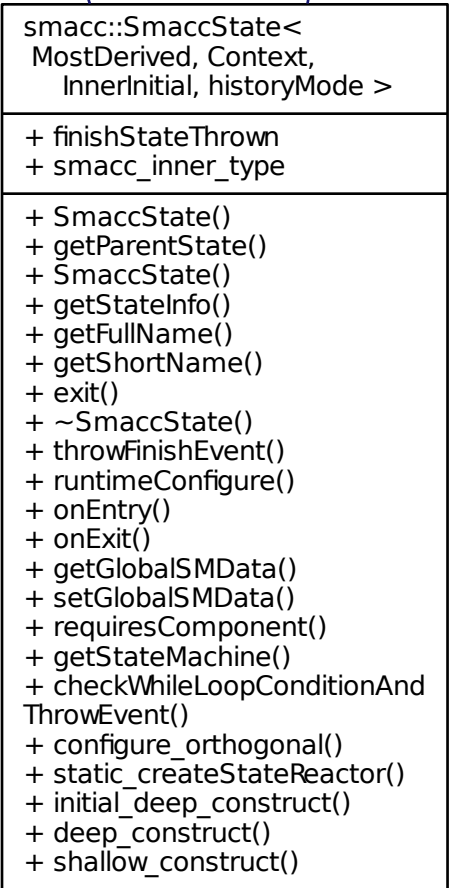 smacc::SmaccState<
MostDerived, Context,
InnerInitial, historyMode >
+ finishStateThrown
+ smacc_inner_type
+ SmaccState()
+ getParentState()
+ SmaccState()
+ getStateInfo()
+ getFullName()
+ getShortName()
+ exit()
+ ~SmaccState()
+ throwFinishEvent()
+ runtimeConfigure()
+ onEntry()
+ onExit()
+ getGlobalSMData()
+ setGlobalSMData()
+ requiresComponent()
+ getStateMachine()
+ checkWhileLoopConditionAnd
ThrowEvent()
+ configure_orthogonal()
+ static_createStateReactor()
+ initial_deep_construct()
+ deep_construct()
+ shallow_construct()